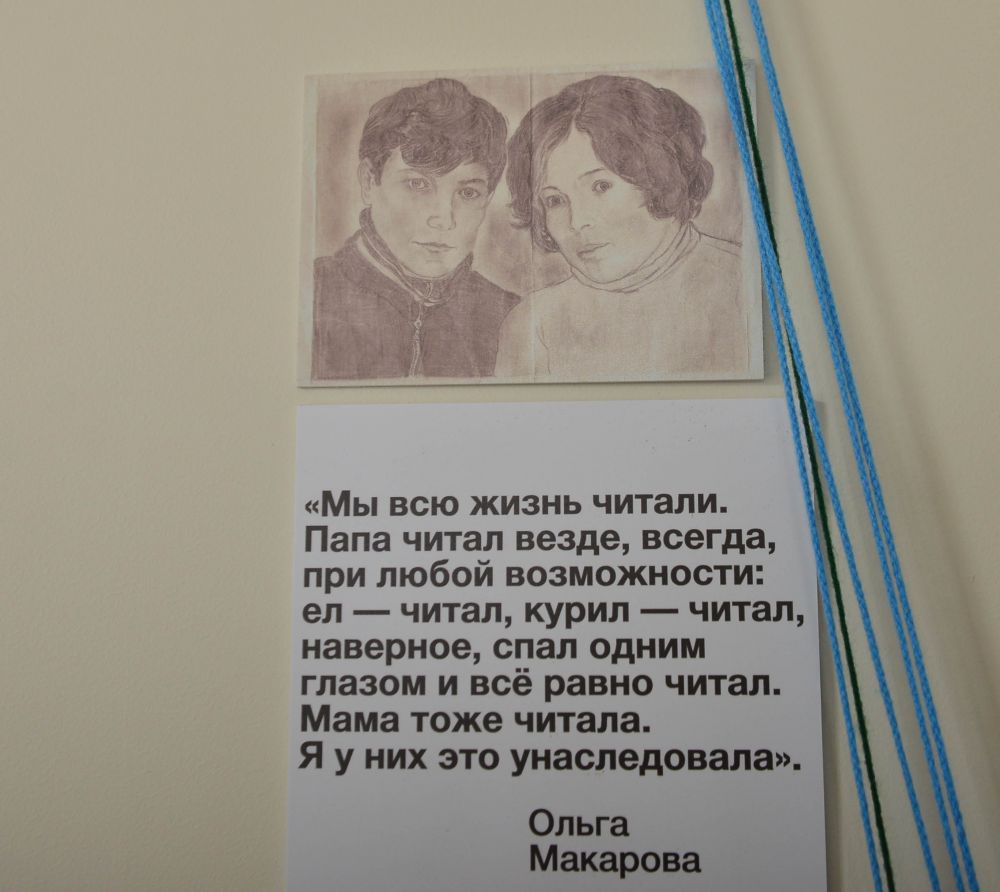 «Мы всю жизнь читали.
Папа читал везде, всегда,
при любой возможности:
ел — читал, курил — читал,
наверное, спал одним
глазом и всё равно читал.
Мама тоже читала.
Я у них это унаследовала».
Ольга
Макарова